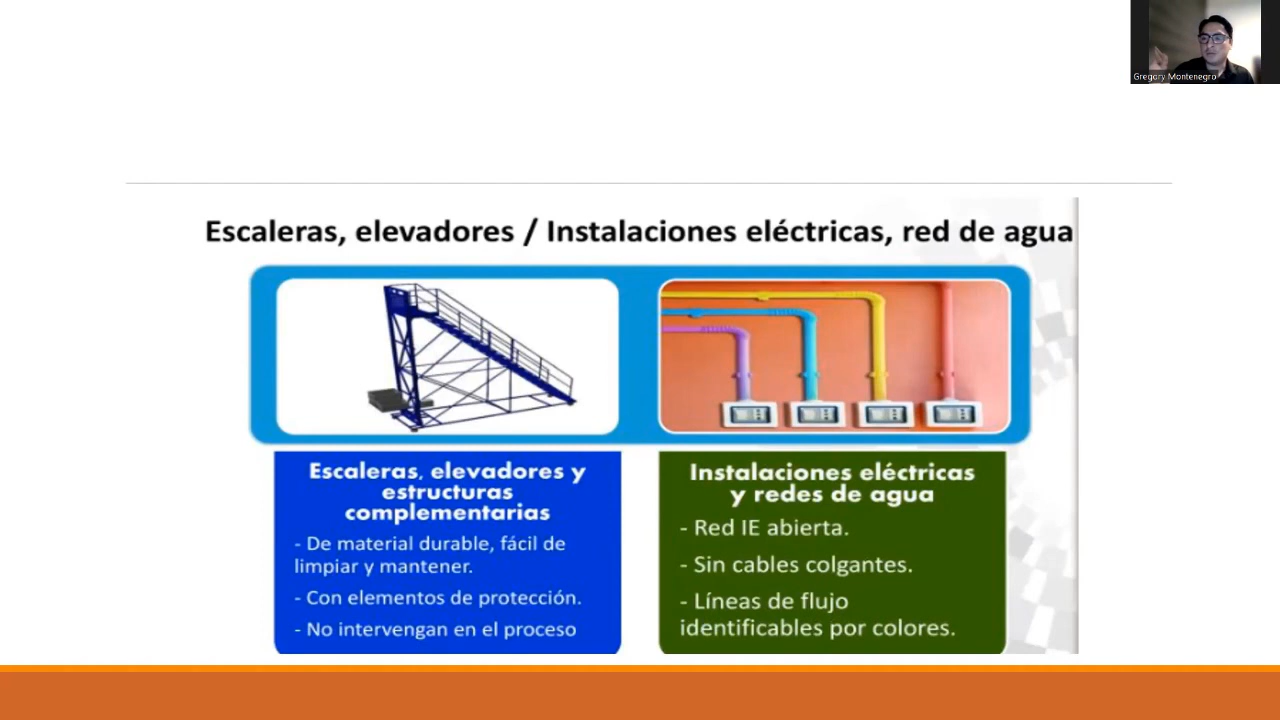 Gregory Montenegro
Escaleras, elevadores / Instalaciones eléctricas, red de agua
Escaleras, elevadores y
estructuras
complementarias
- De material durable, fácil de
limpiar y mantener.
- Con elementos de protección.
- No intervengan en el proceso
Instalaciones eléctricas
y redes de agua
- Red IE abierta.
- Sin cables colgantes.
- Líneas de flujo
identificables por colores.